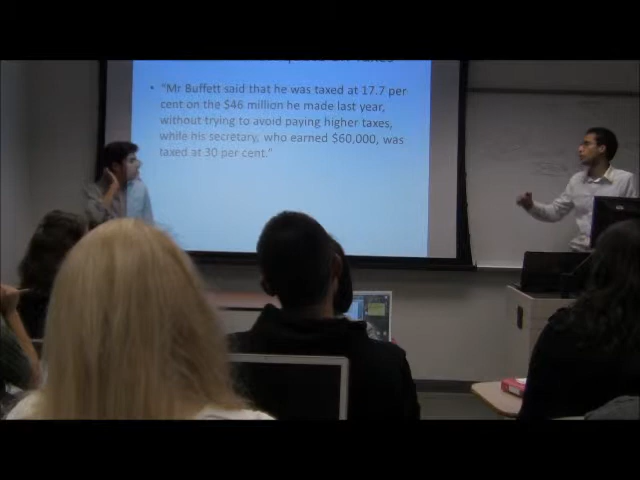 • "Mr Buffett said that he was taxed at 17.7 per
cent on the $46 million he made last year,
without trying to avoid paying higher taxes,
while his secretary, who earned $60,000, was
taxed at 30 per cent."